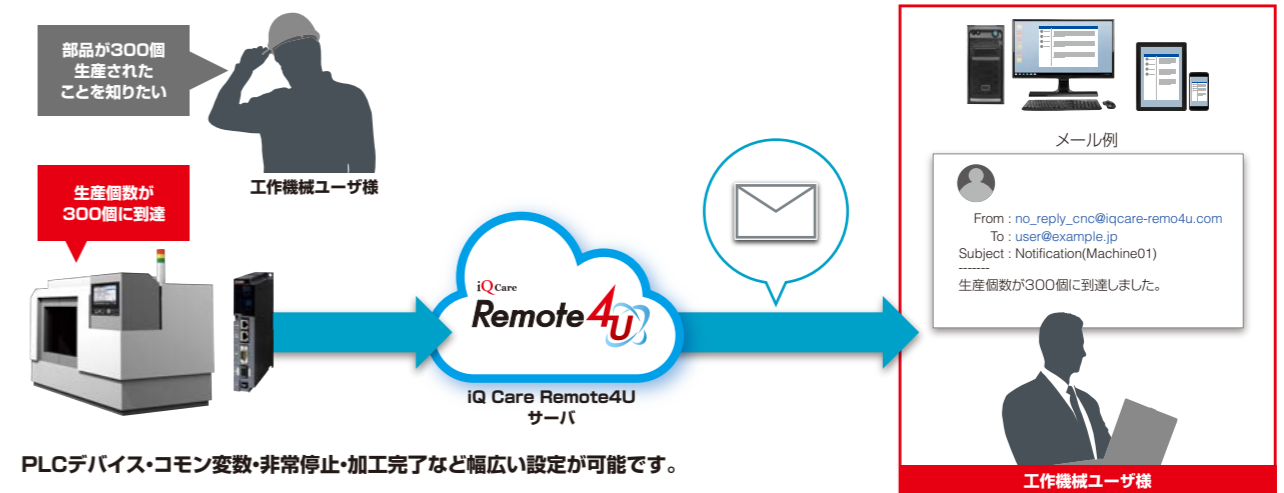 部品が300個
生産された
ことを知りたい
工作機械ユーザ様
生産個数が
300個に到達
iQ Care
Remote4U
iQ Care Remote4U
サーバ
PLCデバイス・コモン変数・非常停止・加工完了など幅広い設定が可能です。
メール例
From : no_reply_cnc@iqcare-remo4u.com
To : user@example.jp
Subject : Notification(Machine01)
-------
生産個数が300個に到達しました。
工作機械ユーザ様